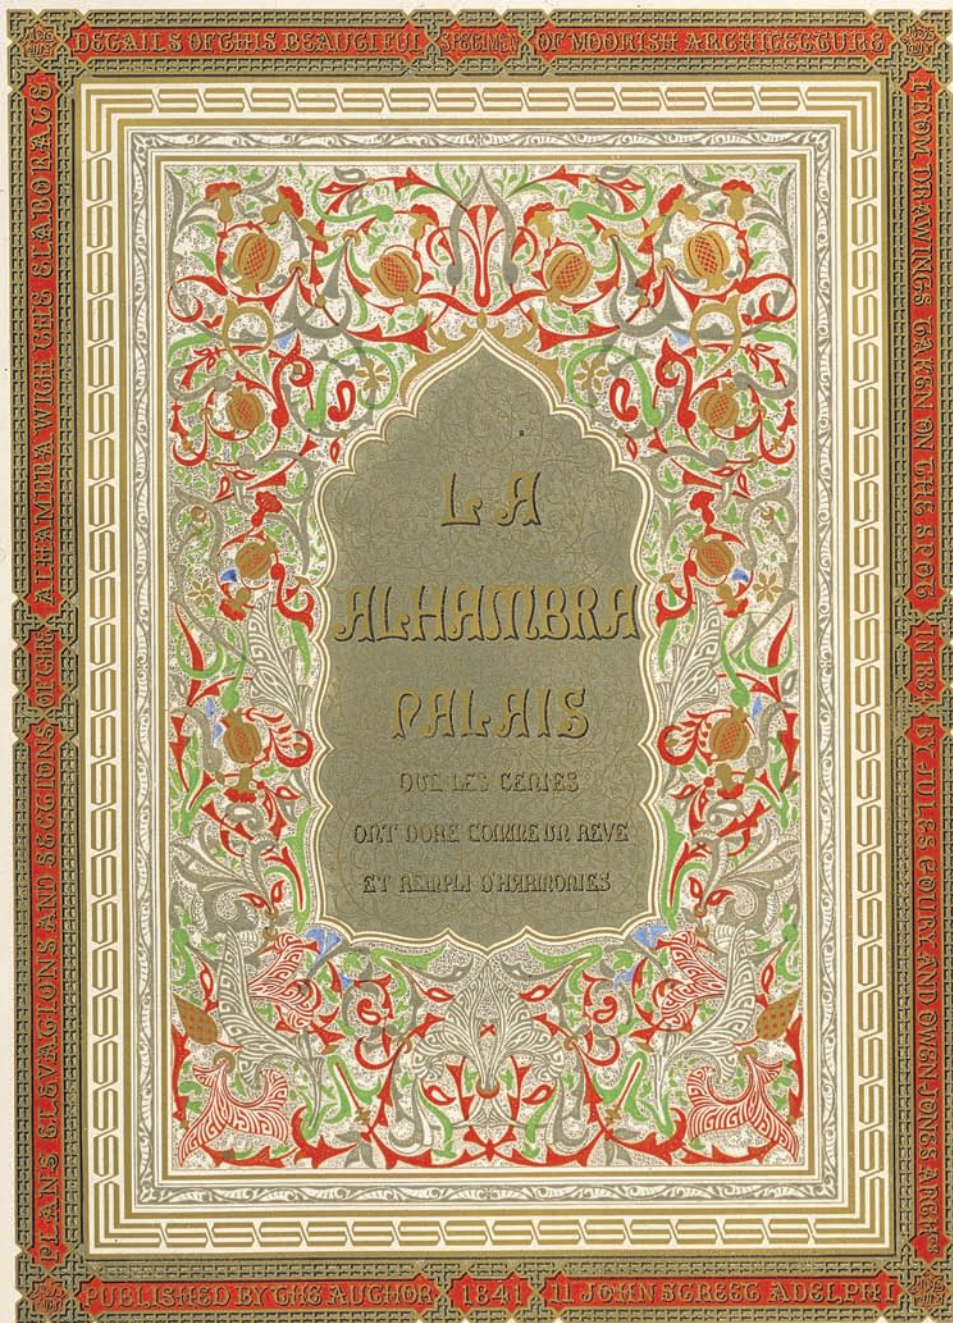 PLANS ELEVATIONS AND SECTIONS OF THE ALHAMBRA WITH THE ELABORATE
DETAILS OF THIS BEAUTIFUL SPECIMEN OF MOORISH ARCHITECTURE
FROM DRAWINGS TAKEN ON THE SPOT IN 1834 BY JULES GOURY AND OWEN JONES ARCHTS
LA
ALHAMBRA
PALAIS
QUE LES GENIES
ONT DORE COMME UN REVE
ET REMPLI D'HARMONIES
PUBLISHED BY THE AUTHOR 1841 11 JOHN STREET ADELPHI